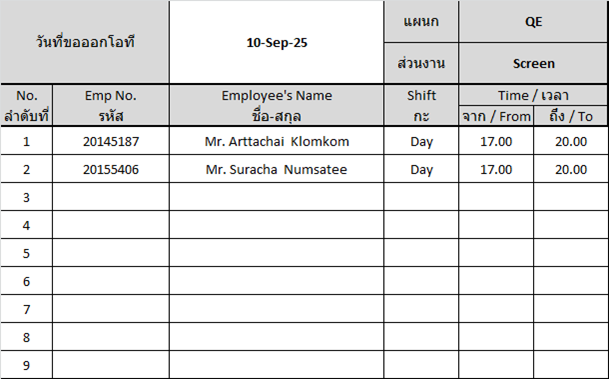 วันที่ขอออกโอที 10-Sep-25 แผนก QE
ส่วนงาน Screen
No. Emp No. Employee's Name Shift Time / เวลา
ลำดับที่ รหัส ชื่อ-สกุล กะ จาก / From ถึง / To
1 20145187 Mr. Arttachai Klomkom Day 17.00 20.00
2 20155406 Mr. Suracha Numsatee Day 17.00 20.00
3
4
5
6
7
8
9